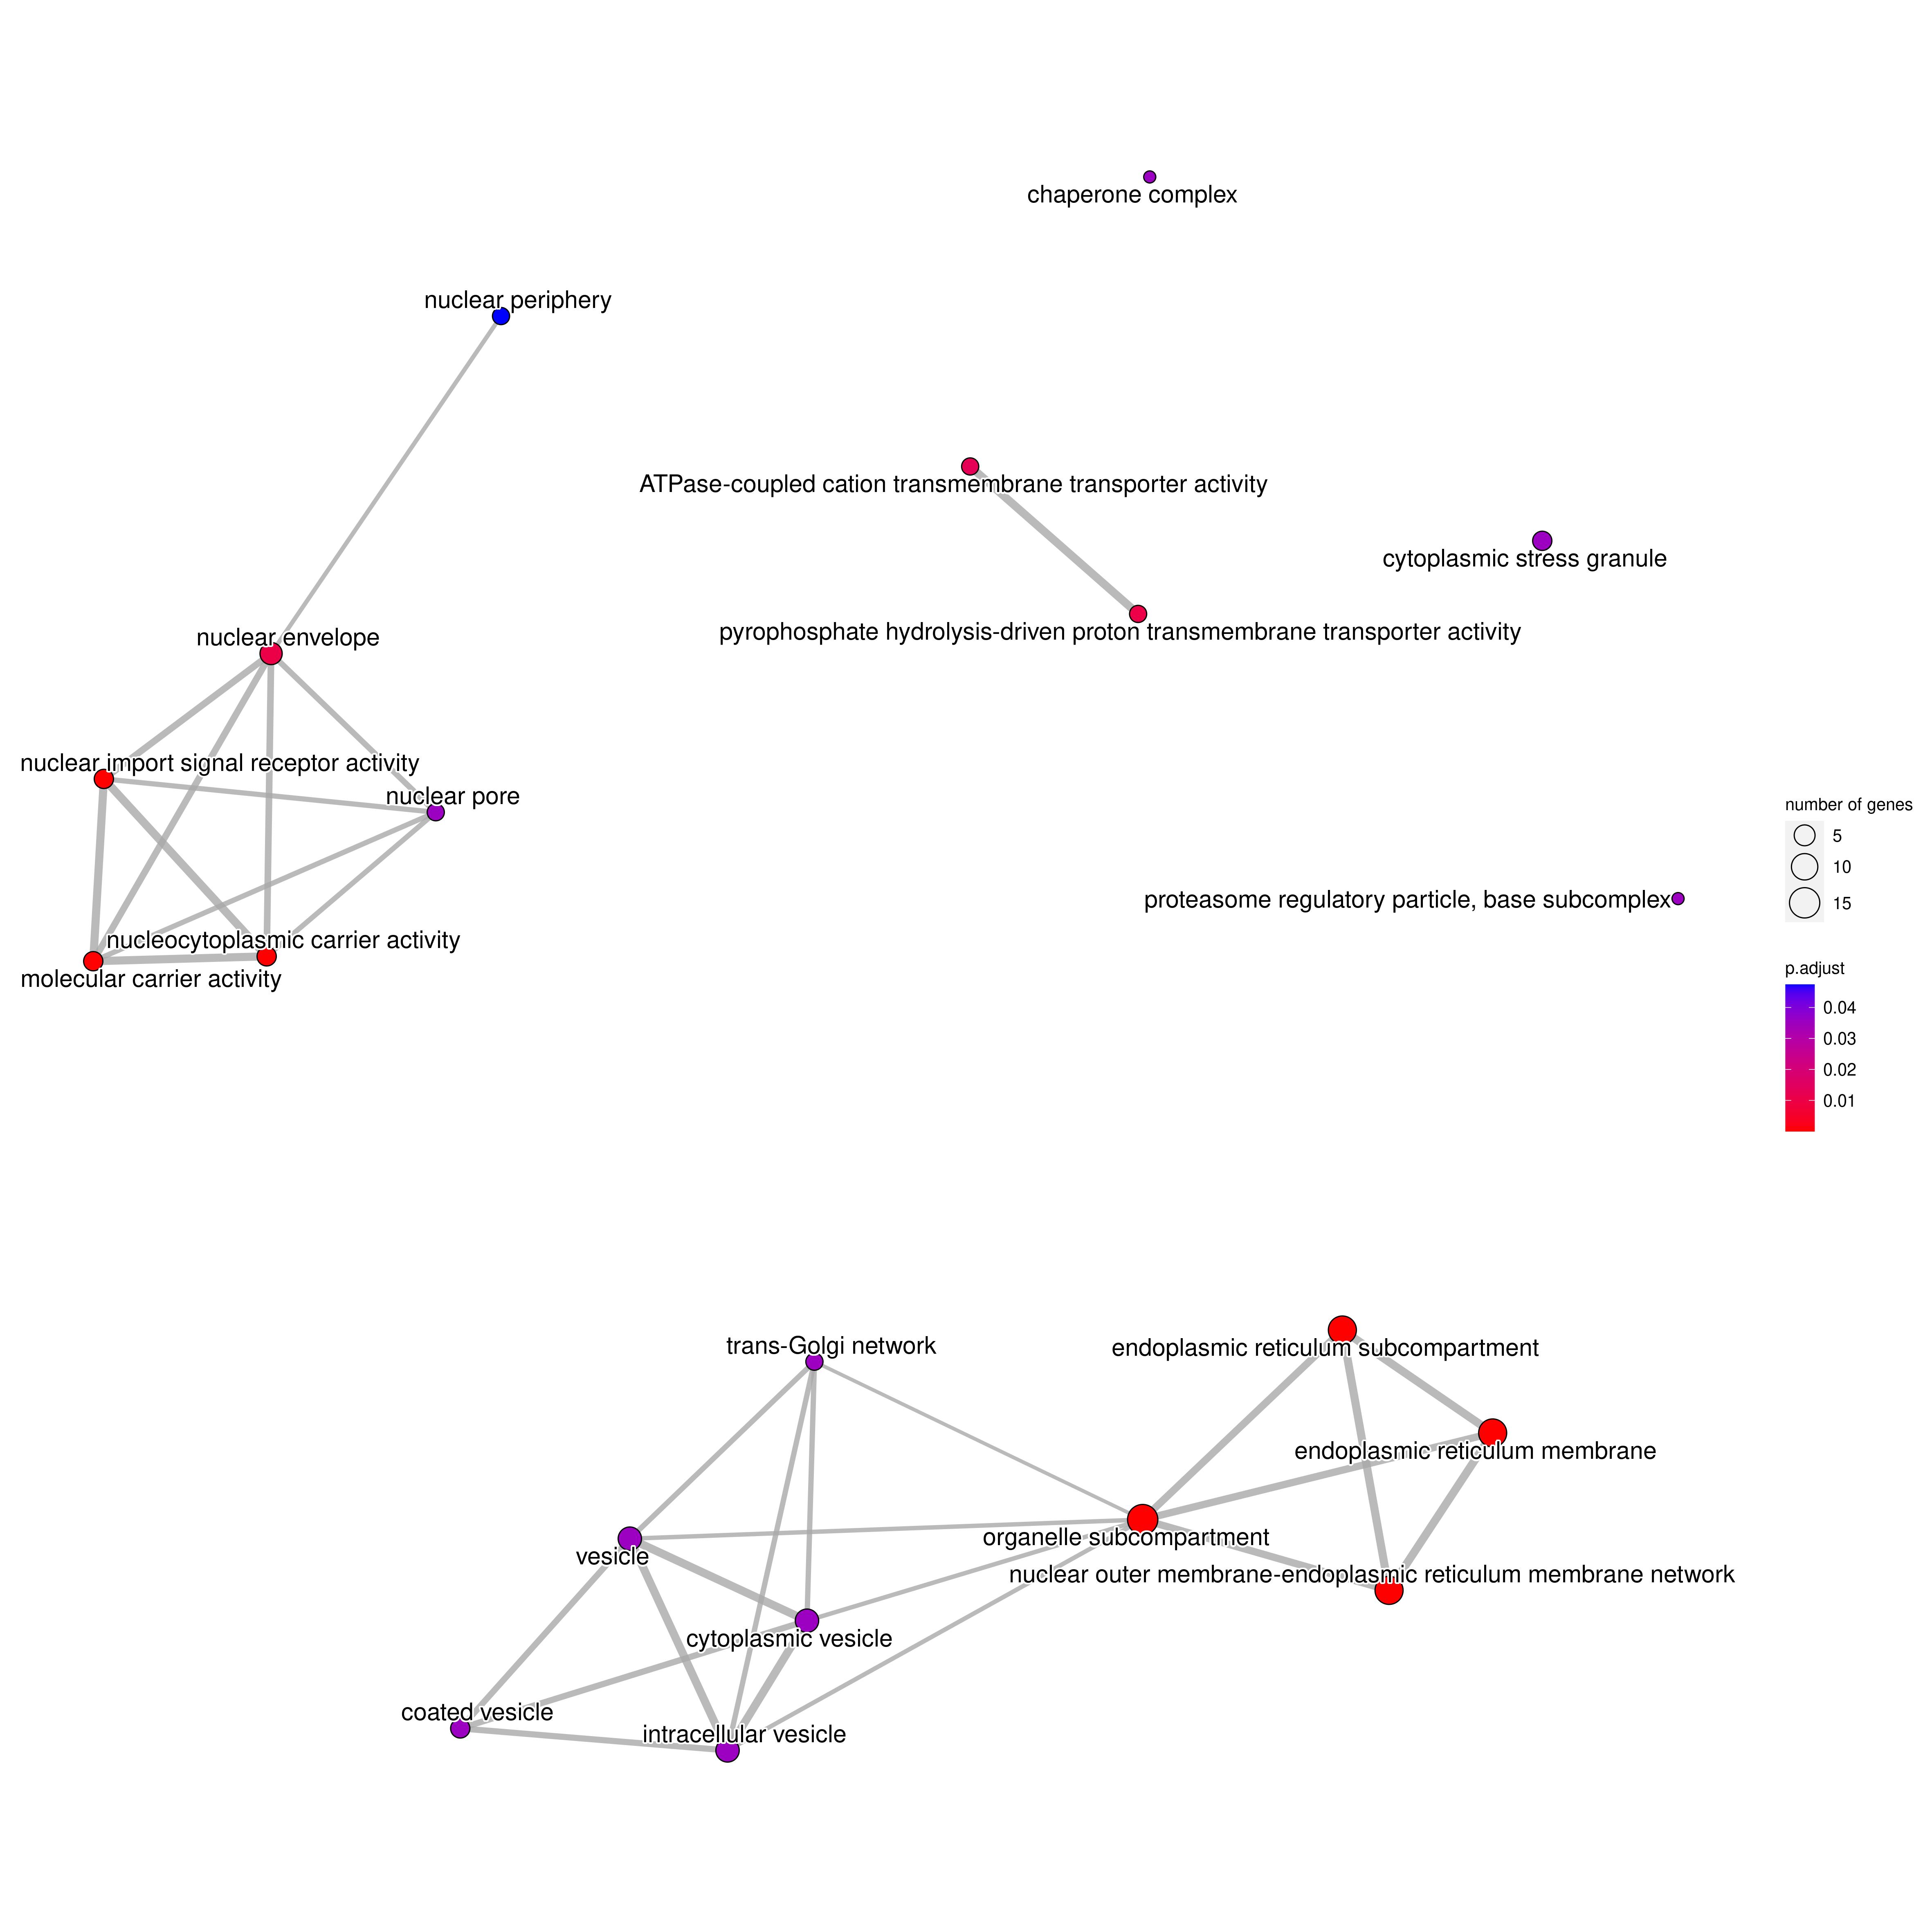 chaperone complex
nuclear periphery
ATPase-coupled cation transmembrane transporter activity
cytoplasmic stress granule
pyrophosphate hydrolysis-driven proton transmembrane transporter activity
nuclear envelope
nuclear import signal receptor activity
nuclear pore
number of genes
5
10
15
proteasome regulatory particle, base subcomplex
nucleocytoplasmic carrier activity
molecular carrier activity
p.adjust
0.04
0.03
0.02
0.01
trans-Golgi network
endoplasmic reticulum subcompartment
endoplasmic reticulum membrane
organelle subcompartment
vesicle
nuclear outer membrane-endoplasmic reticulum membrane network
cytoplasmic vesicle
coated vesicle
intracellular vesicle